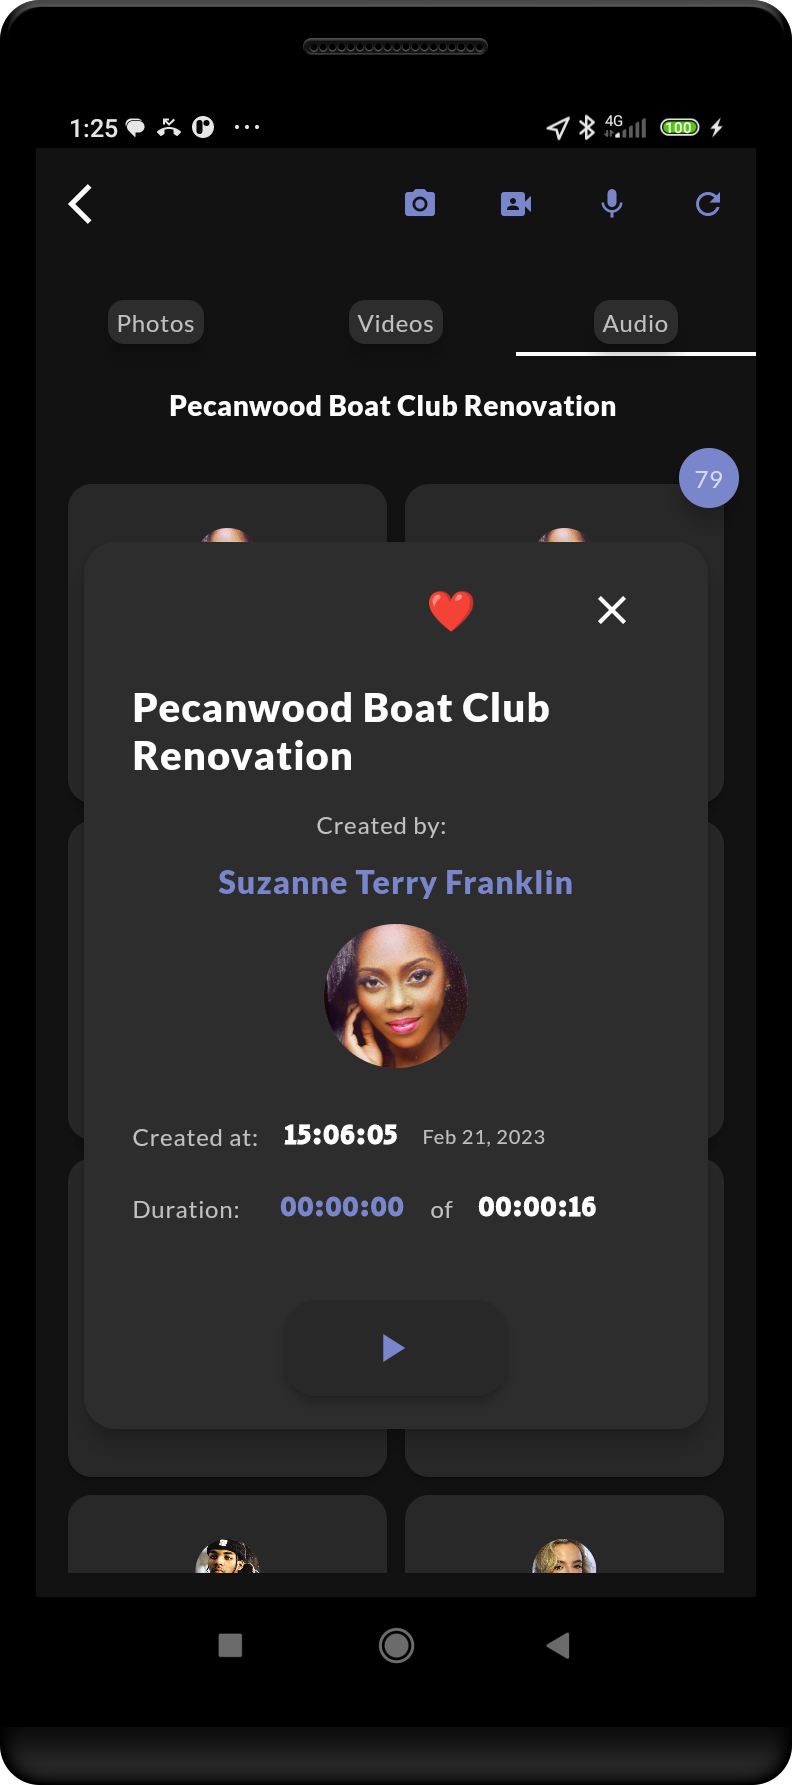 1:25
4G
100
Photos Videos Audio
Pecanwood Boat Club Renovation
79
Pecanwood Boat Club
Renovation
Created by:
Suzanne Terry Franklin
Created at: 15:06:05 Feb 21, 2023
Duration: 00:00:00 of 00:00:16